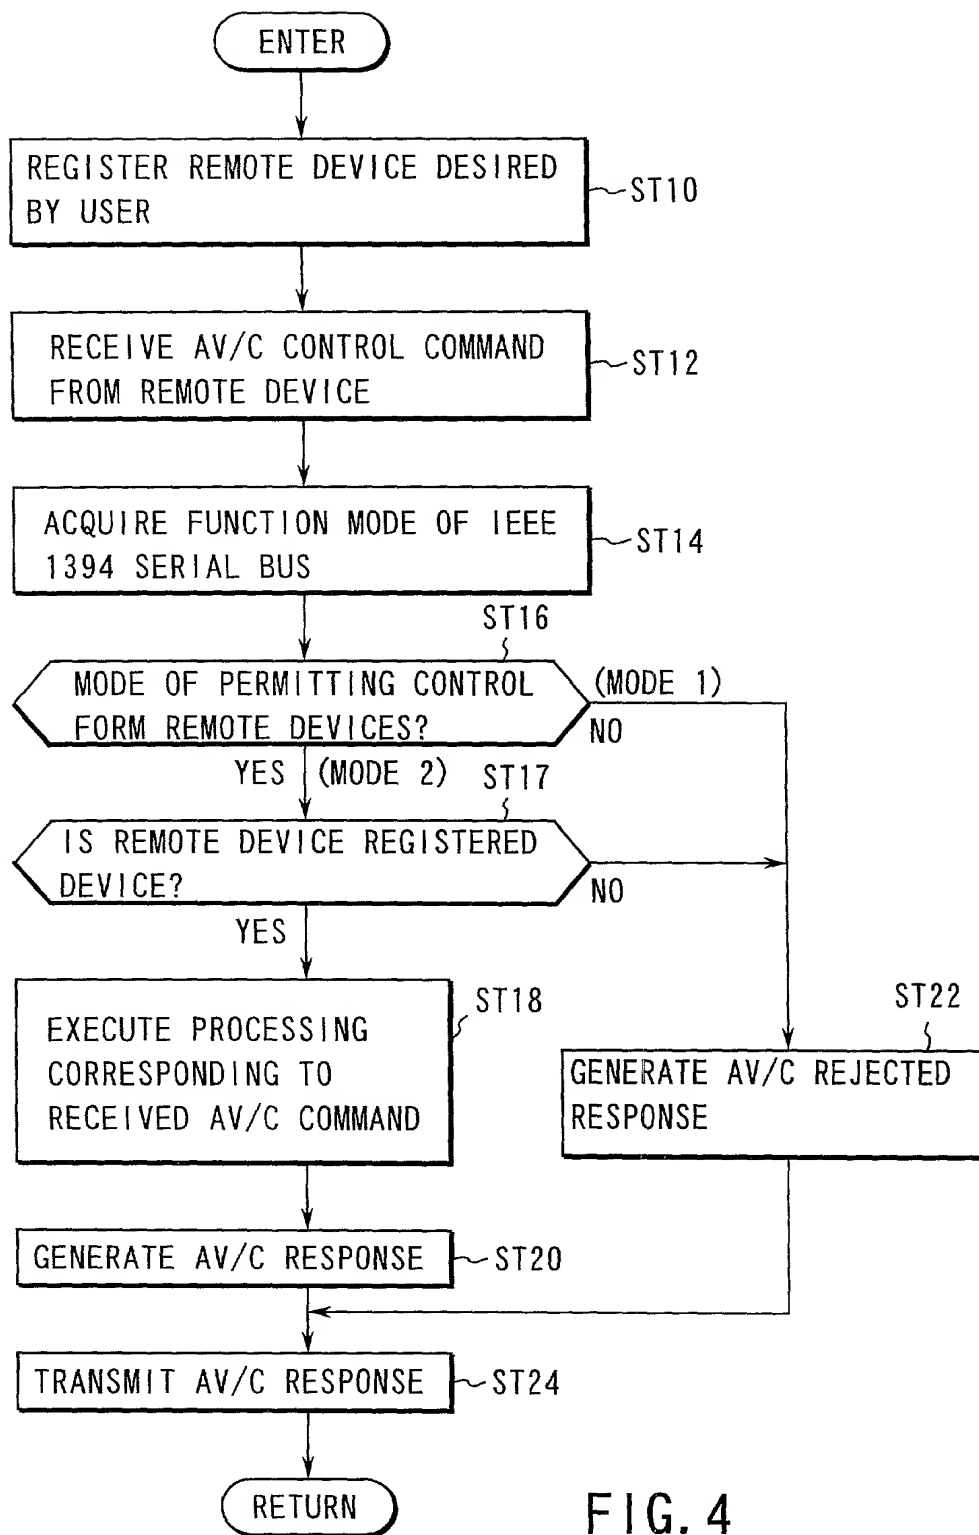 ENTER
REGISTER REMOTE DEVICE DESIRED
BY USER
ST10
RECEIVE AV/C CONTROL COMMAND
FROM REMOTE DEVICE
ST12
ACQUIRE FUNCTION MODE OF IEEE
1394 SERIAL BUS
ST14
ST16
MODE OF PERMITTING CONTROL
FORM REMOTE DEVICES?
(MODE 1)
NO
YES (MODE 2)
ST17
IS REMOTE DEVICE REGISTERED
DEVICE?
NO
YES
ST18
EXECUTE PROCESSING
CORRESPONDING TO
RECEIVED AV/C COMMAND
ST22
GENERATE AV/C REJECTED
RESPONSE
GENERATE AV/C RESPONSE
ST20
TRANSMIT AV/C RESPONSE
ST24
RETURN
FIG. 4